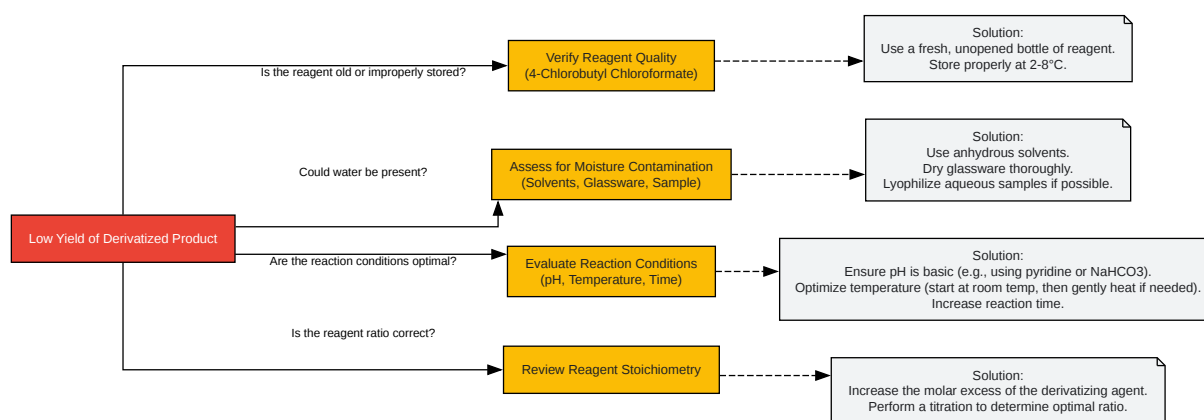 Is the reagent old or improperly stored?
Verify Reagent Quality
(4-Chlorobutyl Chloroformate)
Solution:
Use a fresh, unopened bottle of reagent.
Store properly at 2-8°C.
Could water be present?
Assess for Moisture Contamination
(Solvents, Glassware, Sample)
Solution:
Use anhydrous solvents.
Dry glassware thoroughly.
Lyophilize aqueous samples if possible.
Low Yield of Derivatized Product
Are the reaction conditions optimal?
Evaluate Reaction Conditions
(pH, Temperature, Time)
Solution:
Ensure pH is basic (e.g., using pyridine or NaHCO3).
Optimize temperature (start at room temp, then gently heat if needed).
Increase reaction time.
Is the reagent ratio correct?
Review Reagent Stoichiometry
Solution:
Increase the molar excess of the derivatizing agent.
Perform a titration to determine optimal ratio.